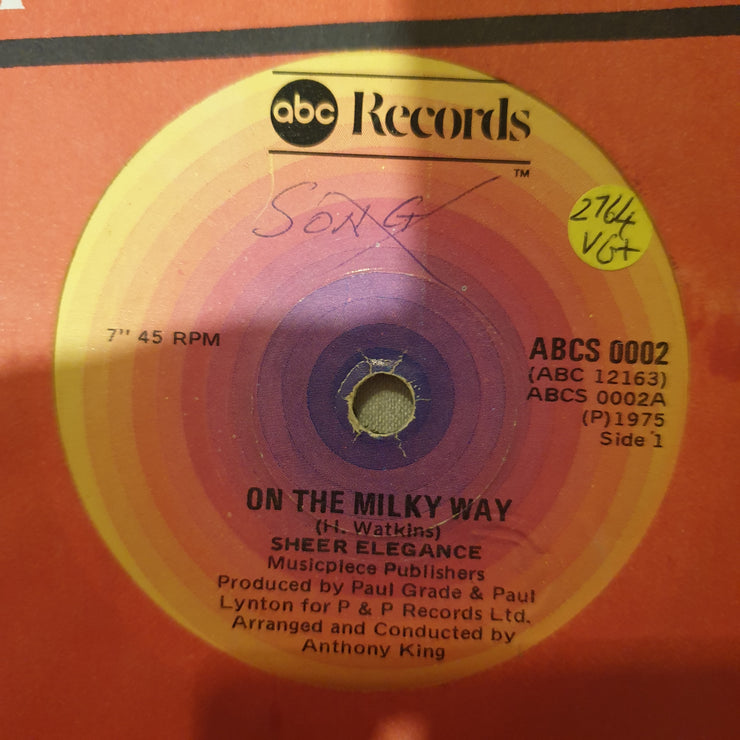 abc Records
TM
SONG
2764
VG+
7" 45 RPM
ABCS 0002
(ABC 12163)
ABCS 0002A
(P)1975
Side 1
ON THE MILKY WAY
(H. Watkins)
SHEER ELEGANCE
Musicpiece Publishers
Produced by Paul Grade & Paul
Lynton for P & P Records Ltd.
Arranged and Conducted by
Anthony King